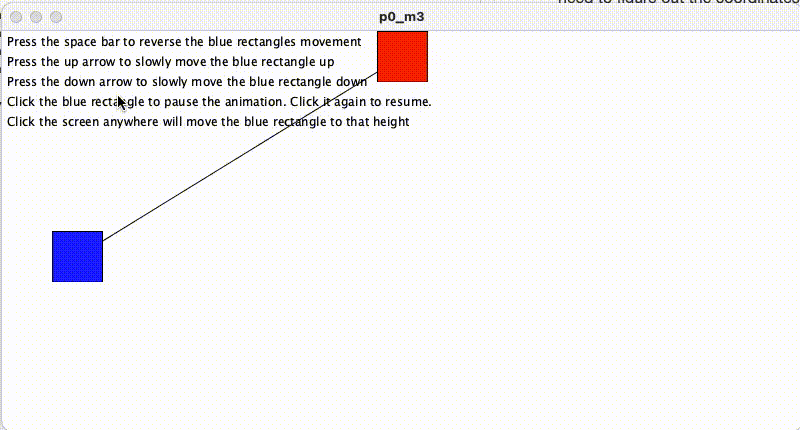 need to figure out the coordinates
p0_m3
Press the space bar to reverse the blue rectangles movement
Press the up arrow to slowly move the blue rectangle up
Press the down arrow to slowly move the blue rectangle down
Click the blue rectangle to pause the animation. Click it again to resume.
Click the screen anywhere will move the blue rectangle to that height